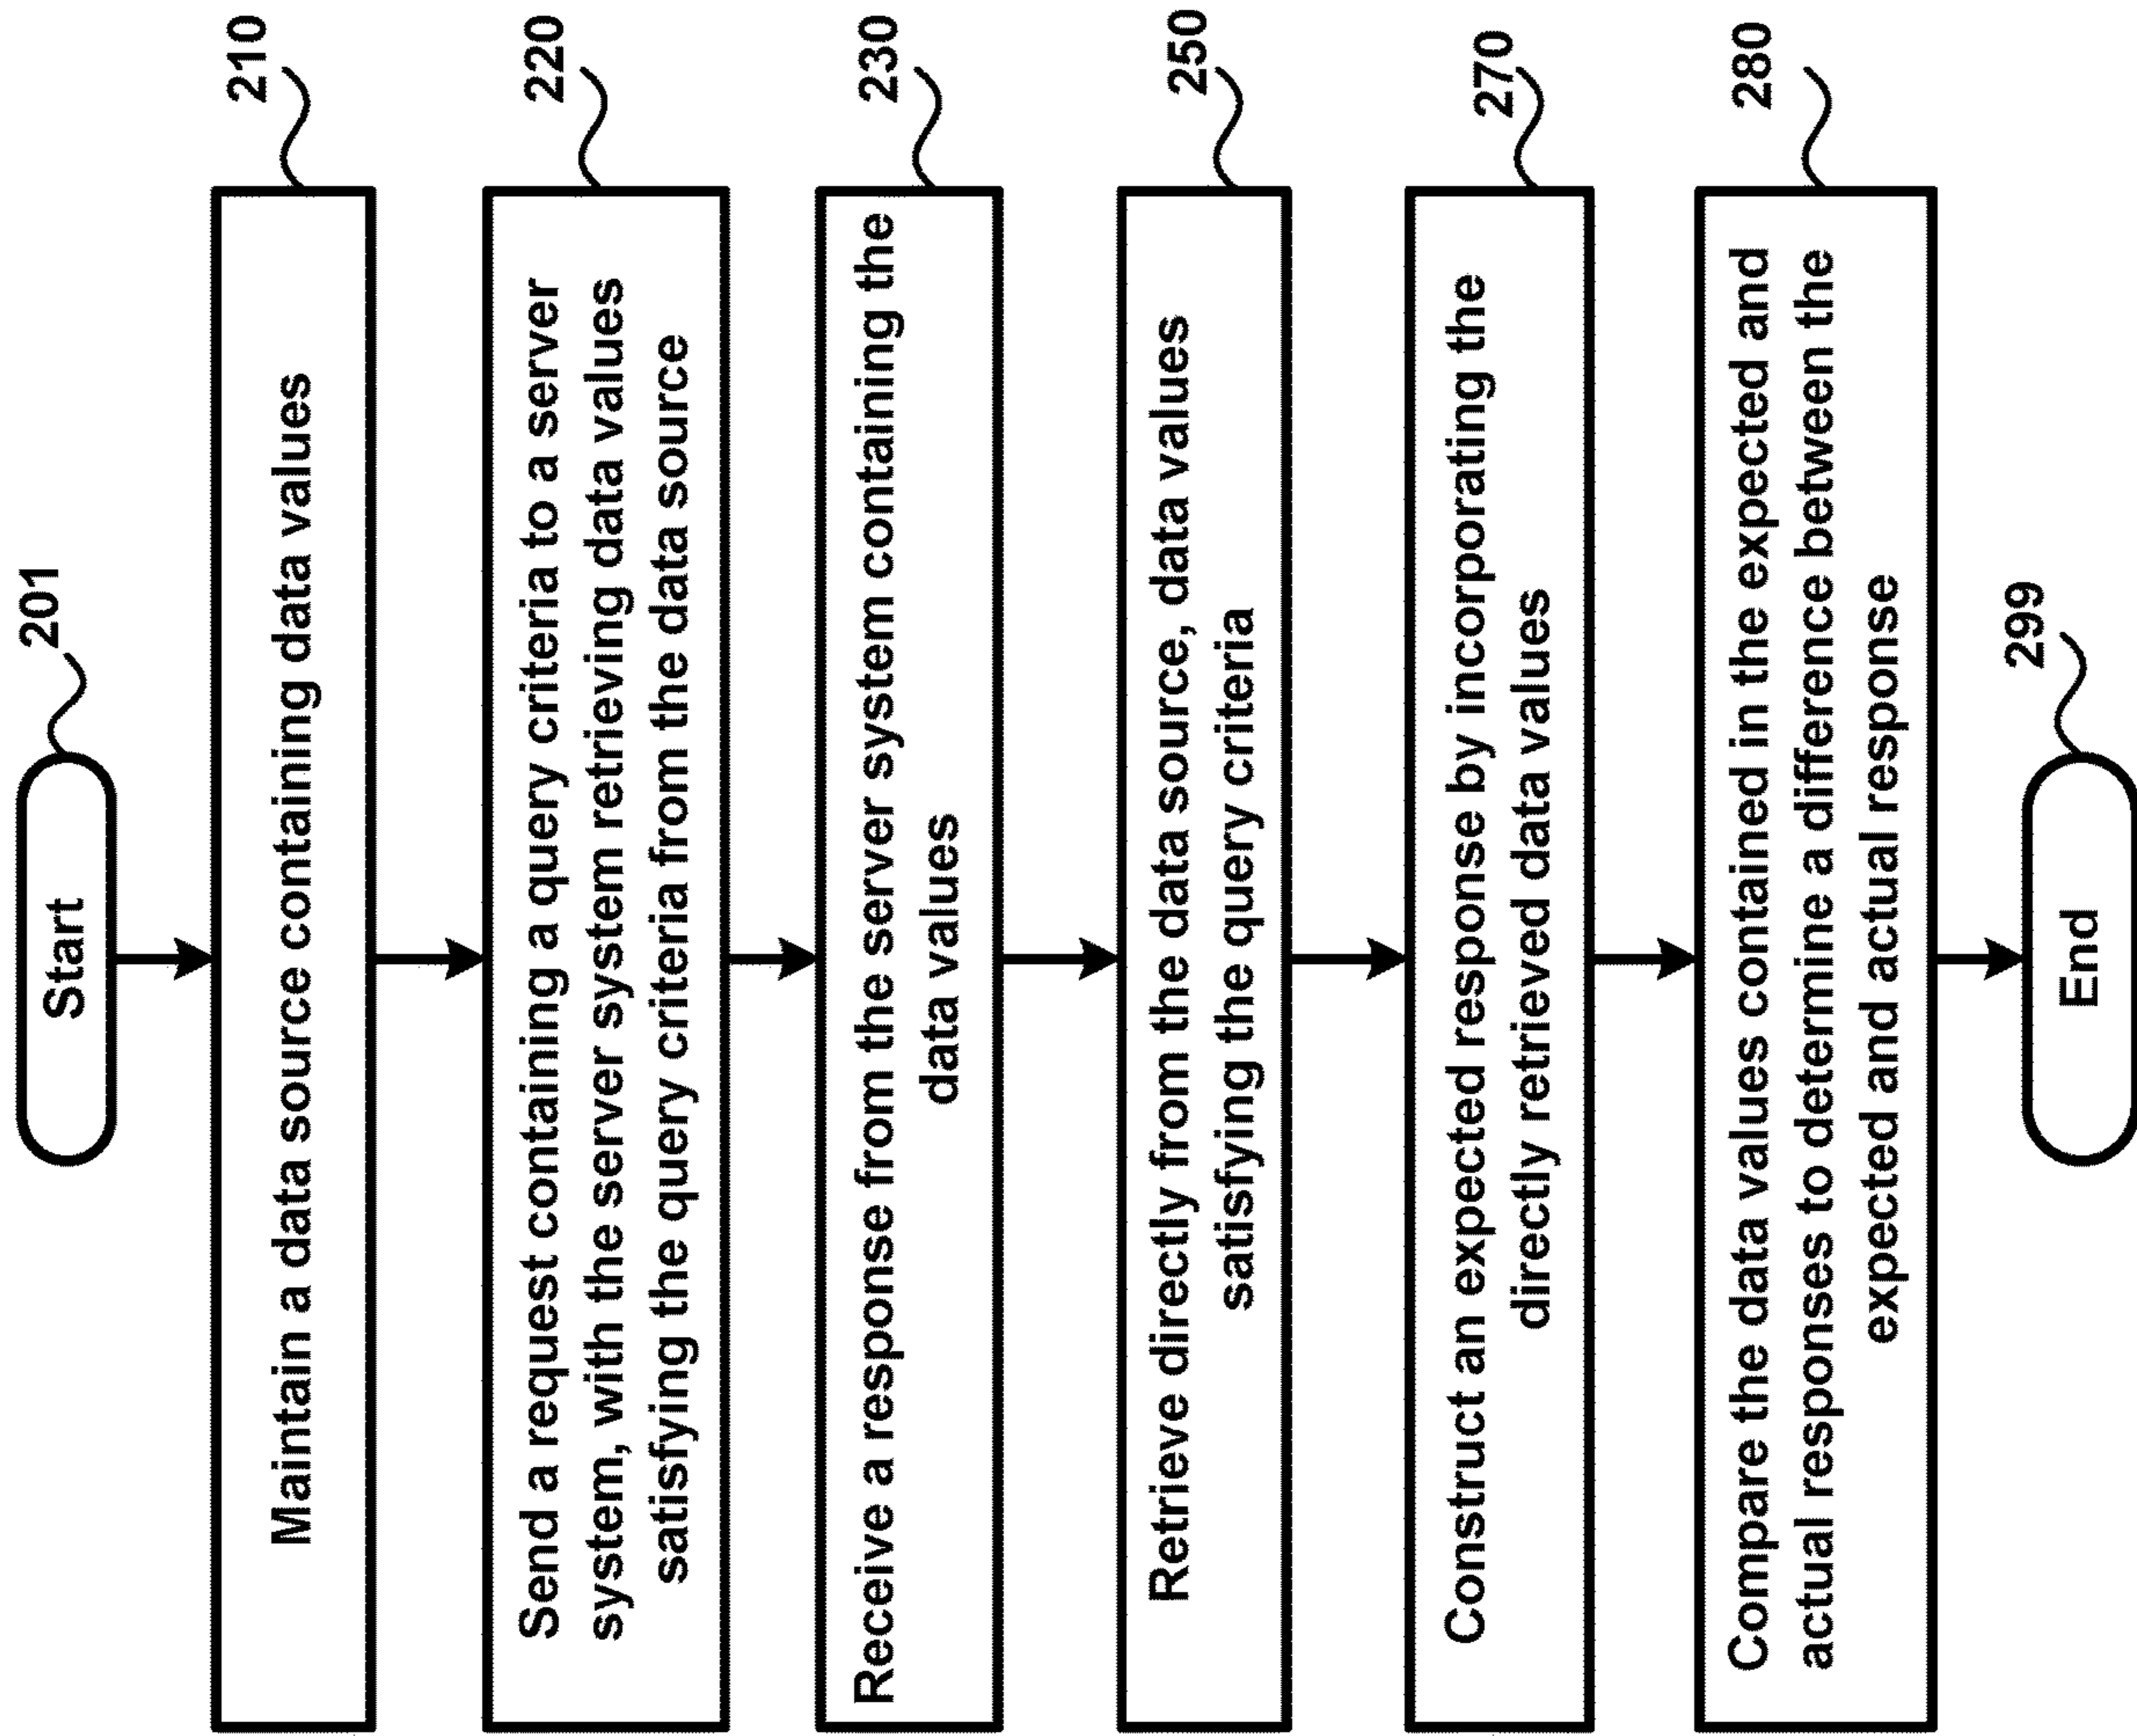 Start
201
Maintain a data source containing data values
210
Send a request containing a query criteria to a server
system, with the server system retrieving data values
satisfying the query criteria from the data source
220
Receive a response from the server system containing the
data values
230
Retrieve directly from the data source, data values
satisfying the query criteria
250
Construct an expected response by incorporating the
directly retrieved data values
270
Compare the data values contained in the expected and
actual responses to determine a difference between the
expected and actual response
280
End
299